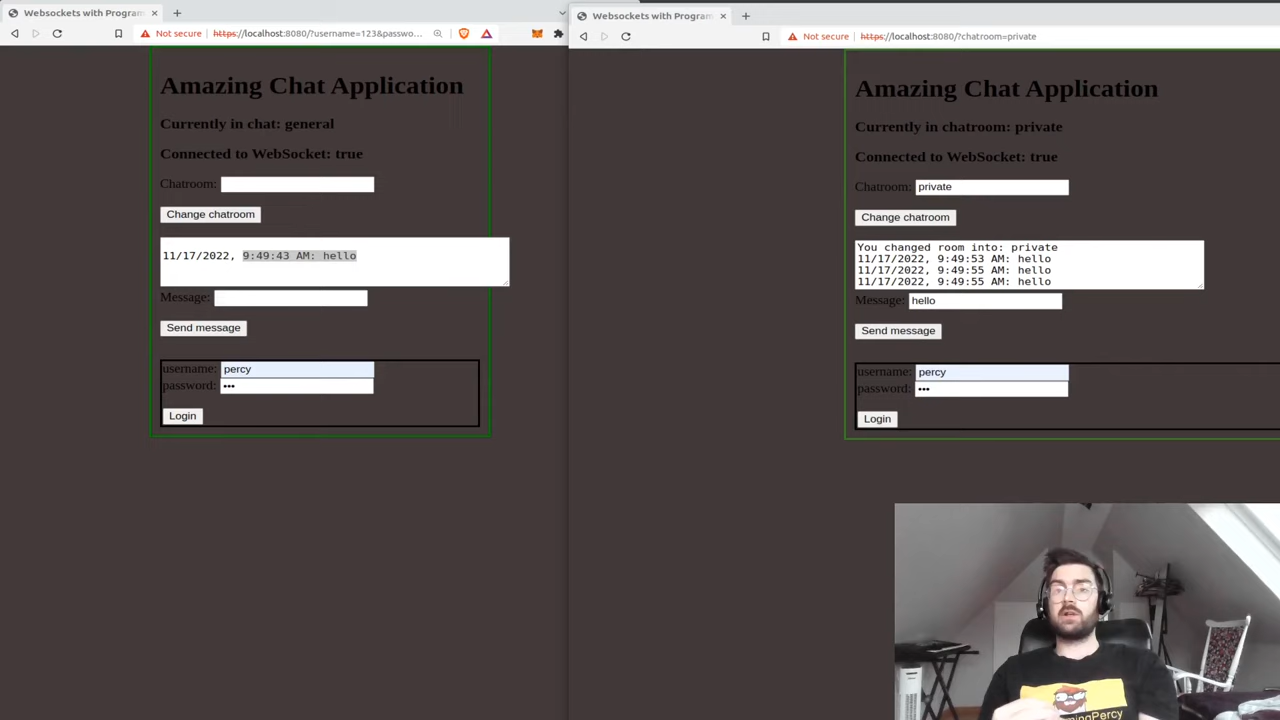 Websockets with Program
Not secure https://localhost:8080/?username=123&passwo...
Amazing Chat Application
Currently in chat: general
Connected to WebSocket: true
Chatroom:
Change chatroom
11/17/2022, 9:49:43 AM: hello
Message:
Send message
username: percy
password: •••
Login
Websockets with Program
Not secure https://localhost:8080/?chatroom=private
Amazing Chat Application
Currently in chatroom: private
Connected to WebSocket: true
Chatroom: private
Change chatroom
You changed room into: private
11/17/2022, 9:49:53 AM: hello
11/17/2022, 9:49:55 AM: hello
11/17/2022, 9:49:55 AM: hello
Message: hello
Send message
username: percy
password: •••
Login